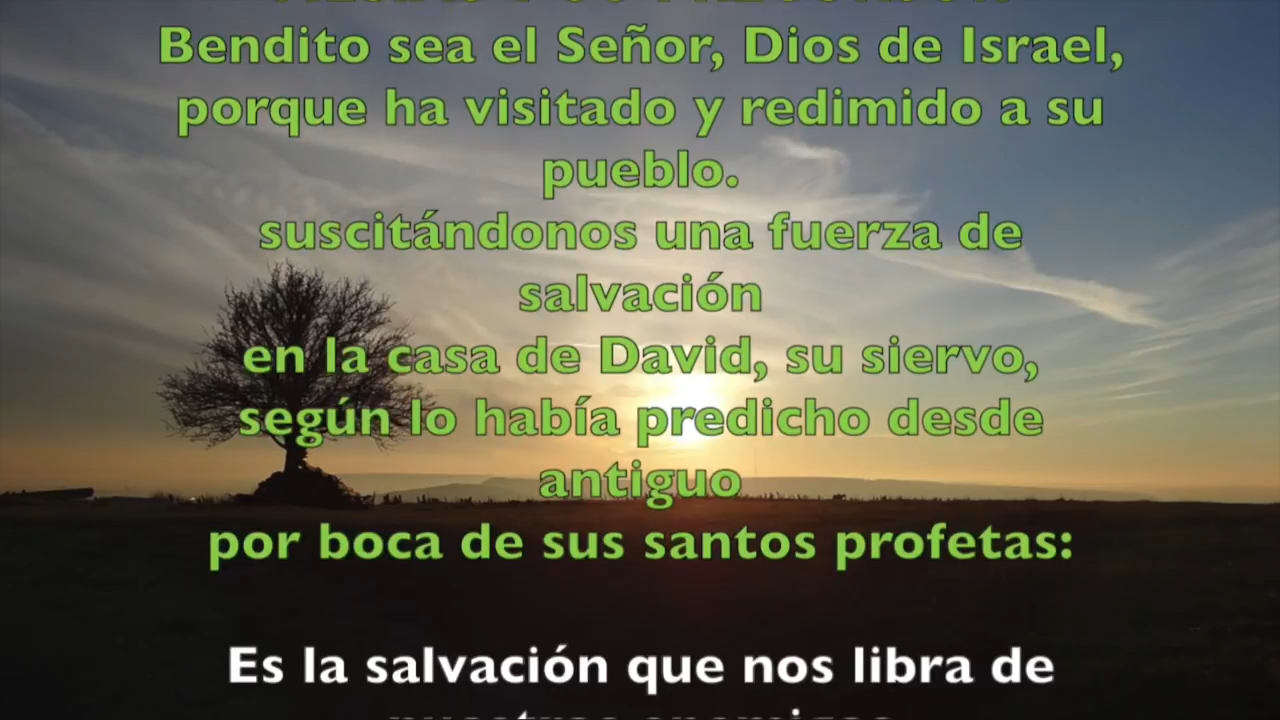 Bendito sea el Señor, Dios de Israel,
porque ha visitado y redimido a su
pueblo.
suscitándonos una fuerza de
salvación
en la casa de David, su siervo,
según lo había predicho desde
antiguo
por boca de sus santos profetas:
Es la salvación que nos libra de